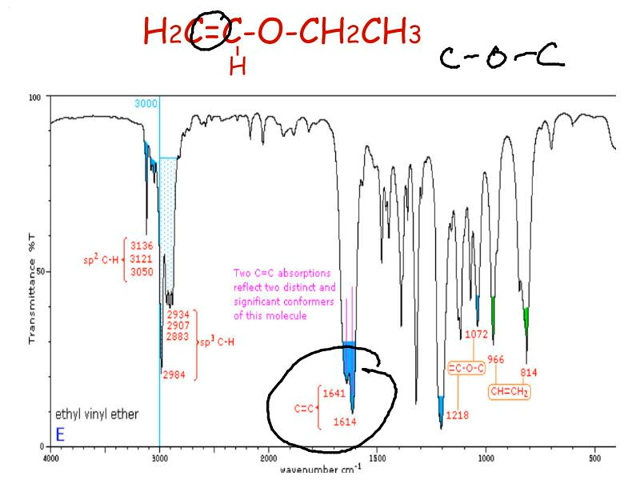 H2C=C-O-CH2CH3
H
C-O-C
100
3000
Transmittance %T
sp2 C-H
3136
3121
3050
Two C=C absorptions
reflect two distinct and
significant conformers
of this molecule
50
2934
2907
2883
sp3 C-H
2984
1072
=C-O-C
966
CH=CH2
814
1641
C=C
1614
1218
ethyl vinyl ether
E
0
4000 3000 2000 1500 1000 500
wavenumber cm-1